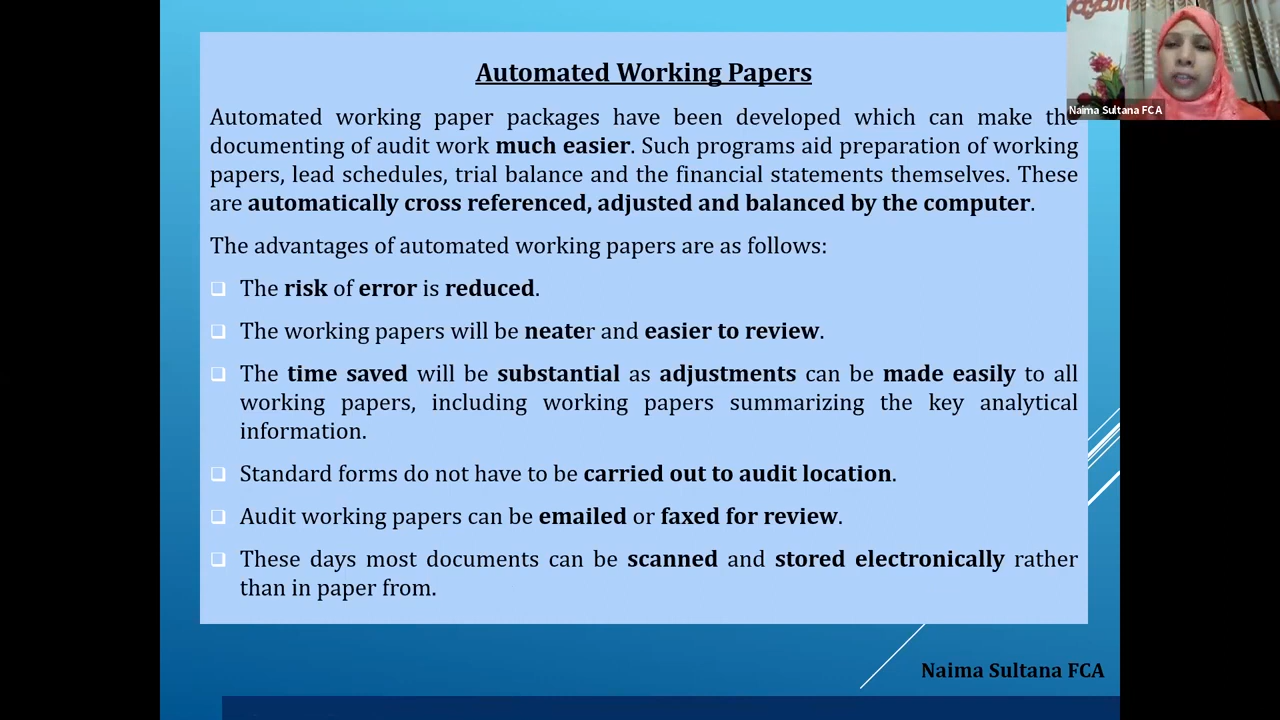 Automated Working Papers
Automated working paper packages have been developed which can make the
documenting of audit work much easier. Such programs aid preparation of working
papers, lead schedules, trial balance and the financial statements themselves. These
are automatically cross referenced, adjusted and balanced by the computer.
The advantages of automated working papers are as follows:
The risk of error is reduced.
The working papers will be neater and easier to review.
The time saved will be substantial as adjustments can be made easily to all
working papers, including working papers summarizing the key analytical
information.
Standard forms do not have to be carried out to audit location.
Audit working papers can be emailed or faxed for review.
These days most documents can be scanned and stored electronically rather
than in paper from.
Naima Sultana FCA
Naima Sultana FCA